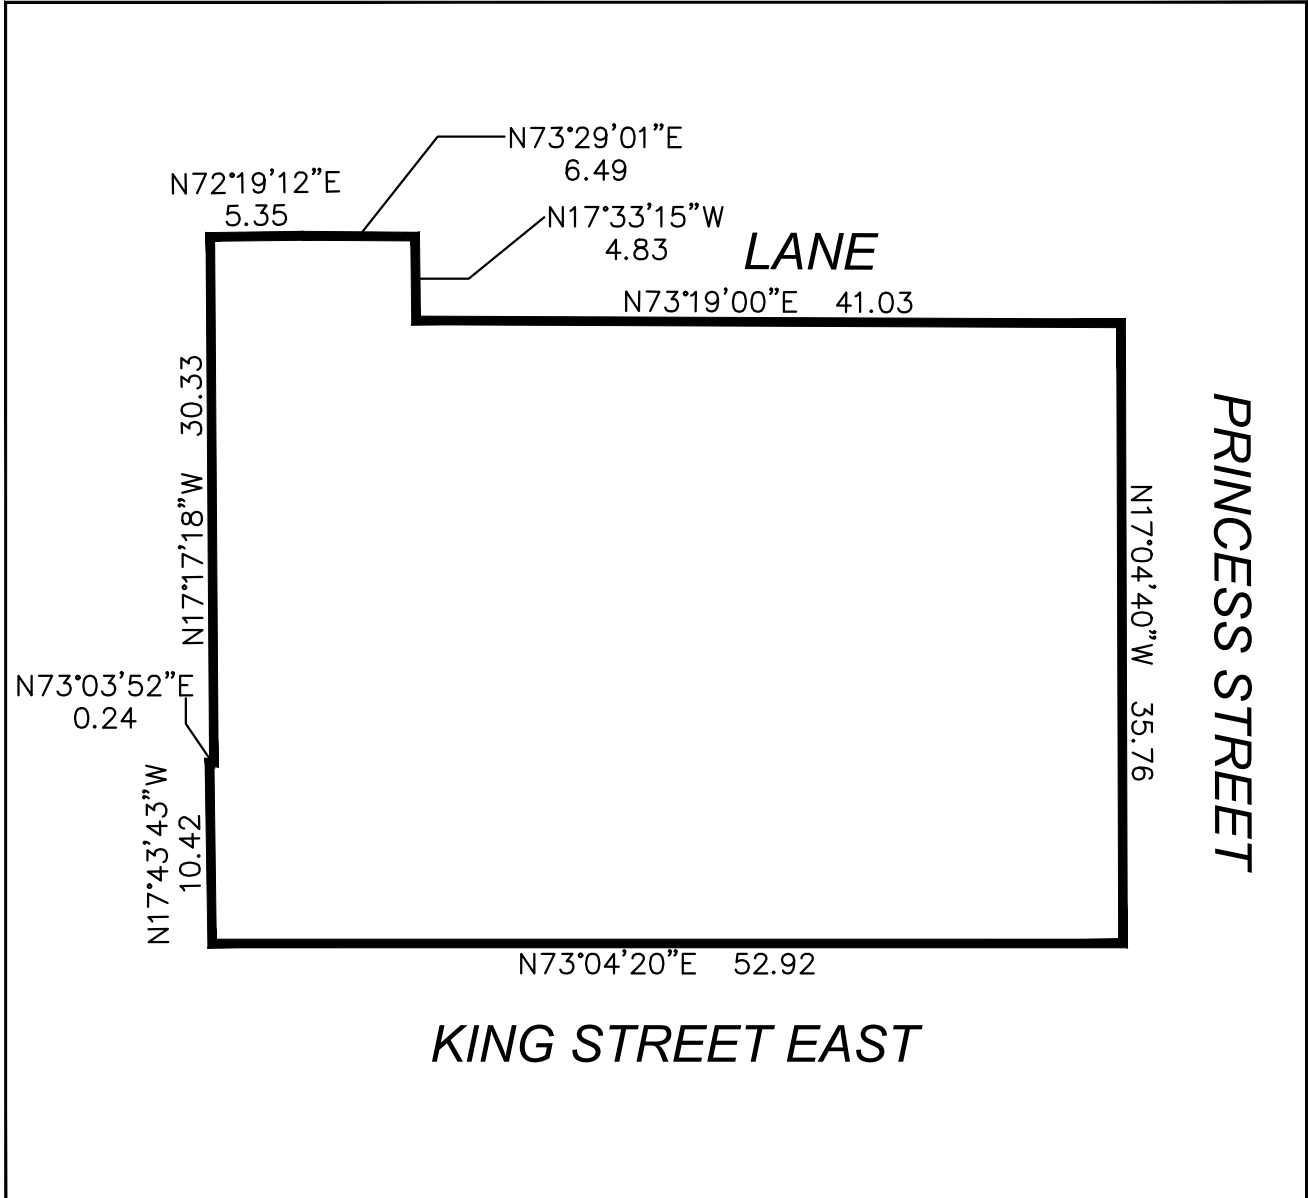 N73°29'01"E
6.49
N72°19'12"E
5.35
N17°33'15"W
4.83
LANE
N73°19'00"E 41.03
N17°17'18"W 30.33
PRINCESS STREET
N17°04'40"W 35.76
N73°03'52"E
0.24
N17°43'43"W
10.42
N73°04'20"E 52.92
KING STREET EAST